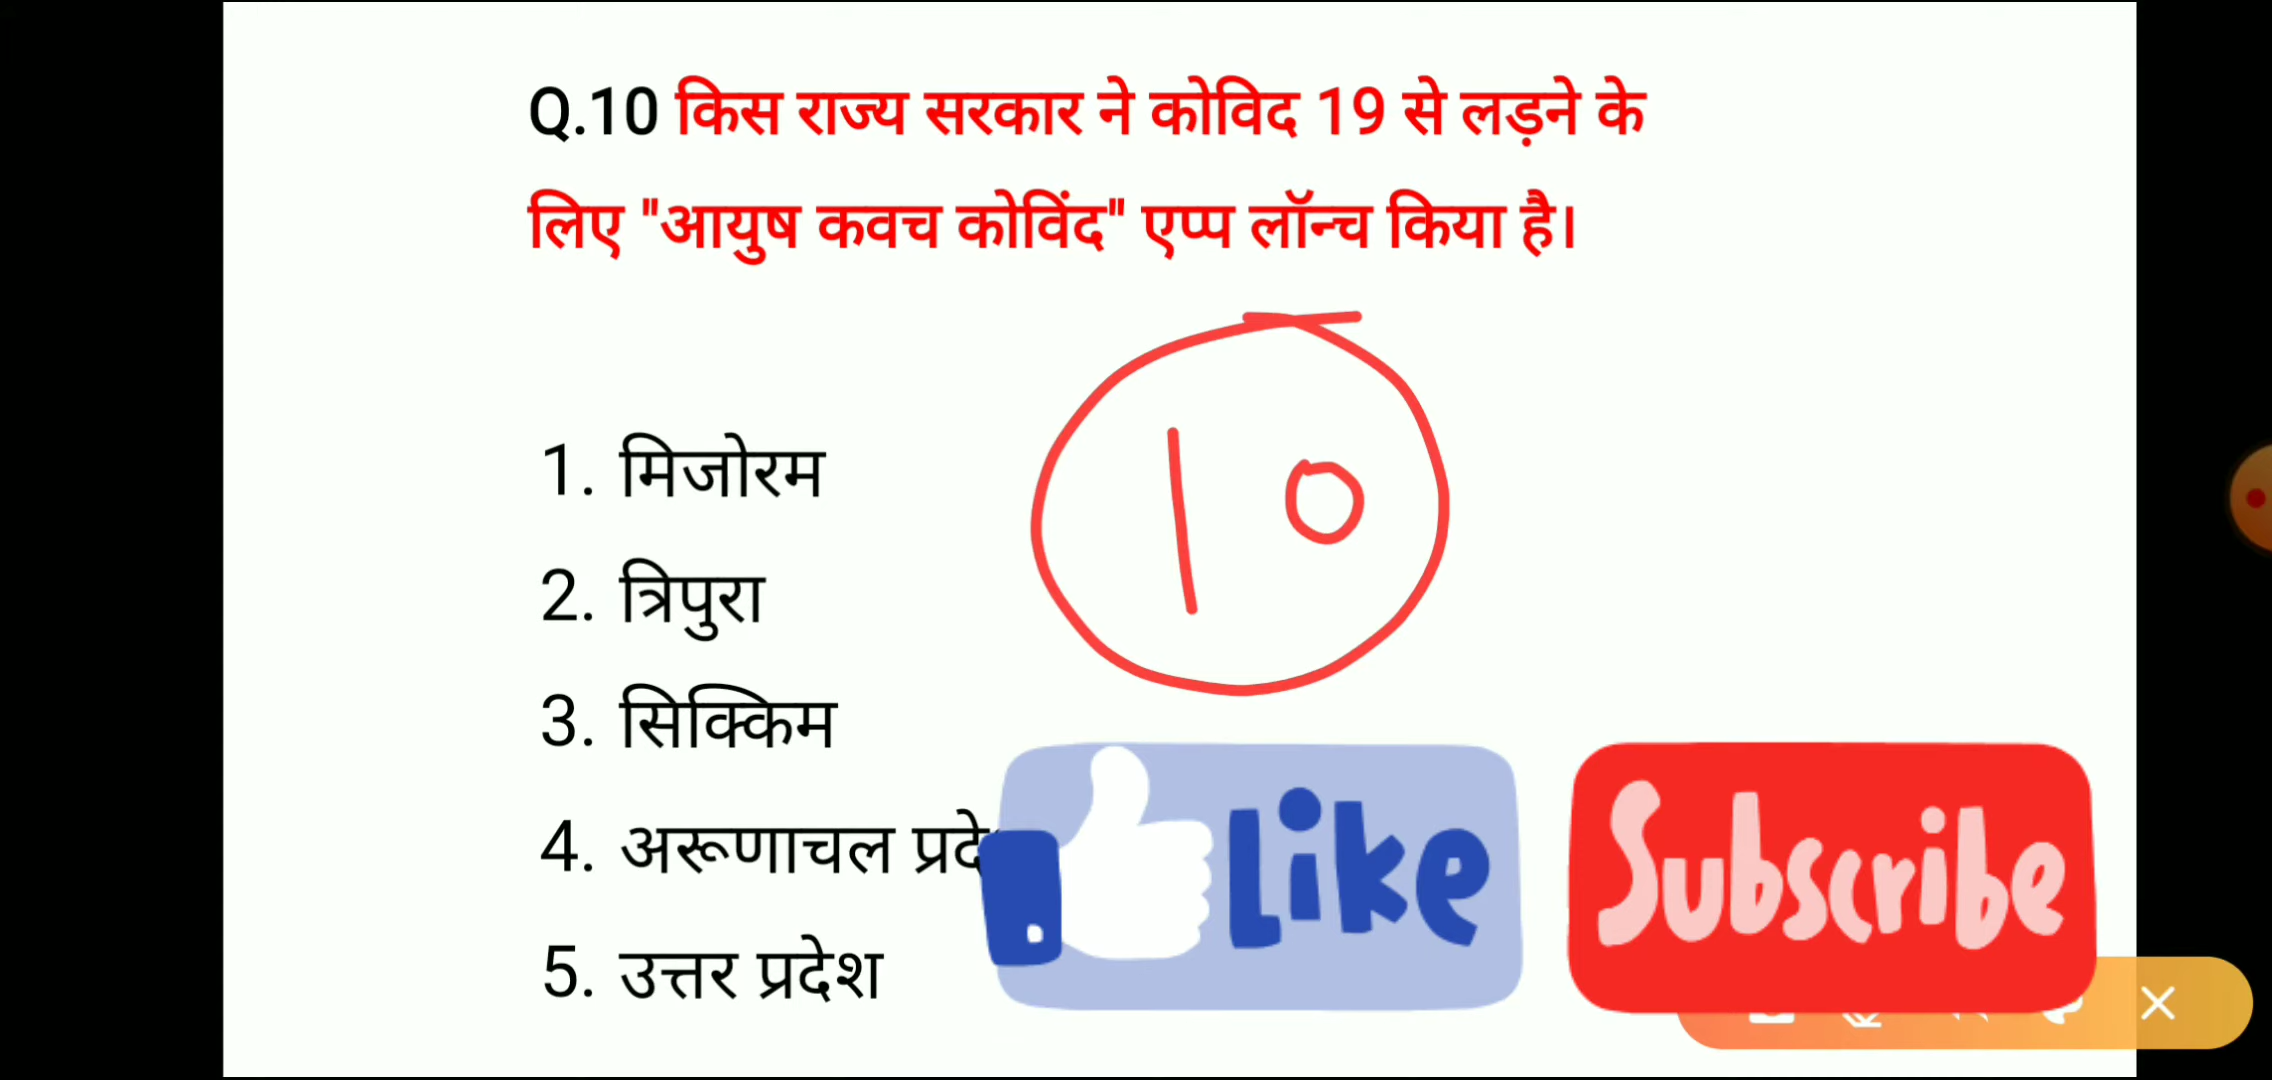 Q.10 किस राज्य सरकार ने कोविद 19 से लड़ने के
लिए "आयुष कवच कोविंद" एप्प लॉन्च किया है।
10
1. मिजोरम
2. त्रिपुरा
3. सिक्किम
4. अरूणाचल
5. उत्तर प्रदेश
Like
Subscribe